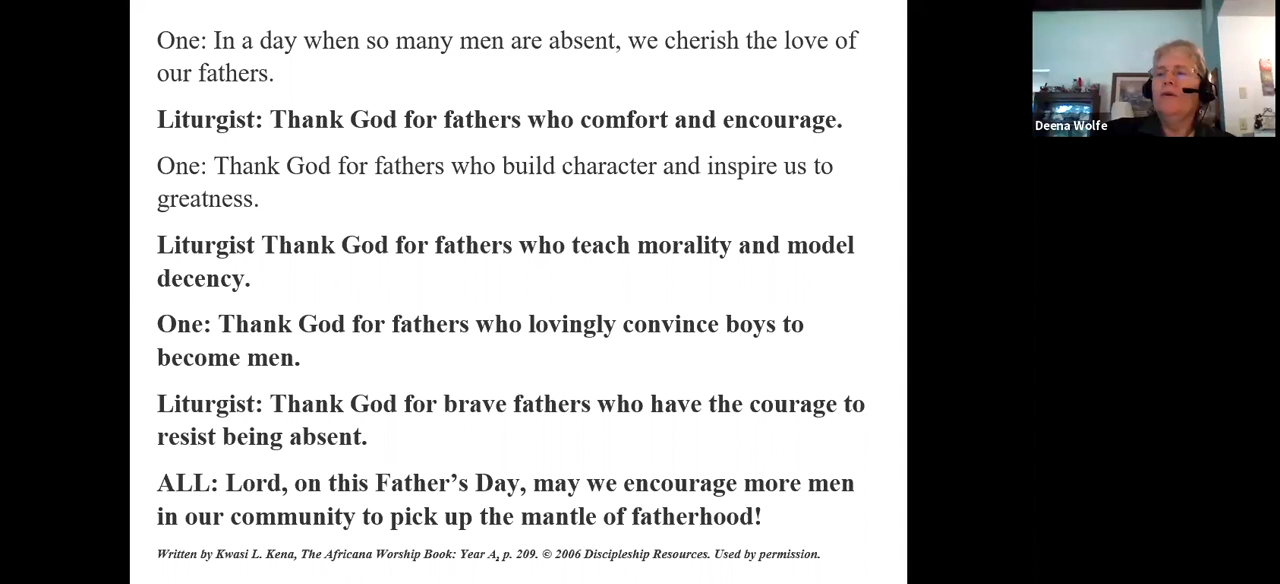 One: In a day when so many men are absent, we cherish the love of
our fathers.
Liturgist: Thank God for fathers who comfort and encourage.
One: Thank God for fathers who build character and inspire us to
greatness.
Liturgist Thank God for fathers who teach morality and model
decency.
One: Thank God for fathers who lovingly convince boys to
become men.
Liturgist: Thank God for brave fathers who have the courage to
resist being absent.
ALL: Lord, on this Father’s Day, may we encourage more men
in our community to pick up the mantle of fatherhood!
Written by Kwasi L. Kena, The Africana Worship Book: Year A, p. 209. © 2006 Discipleship Resources. Used by permission.
Deena Wolfe